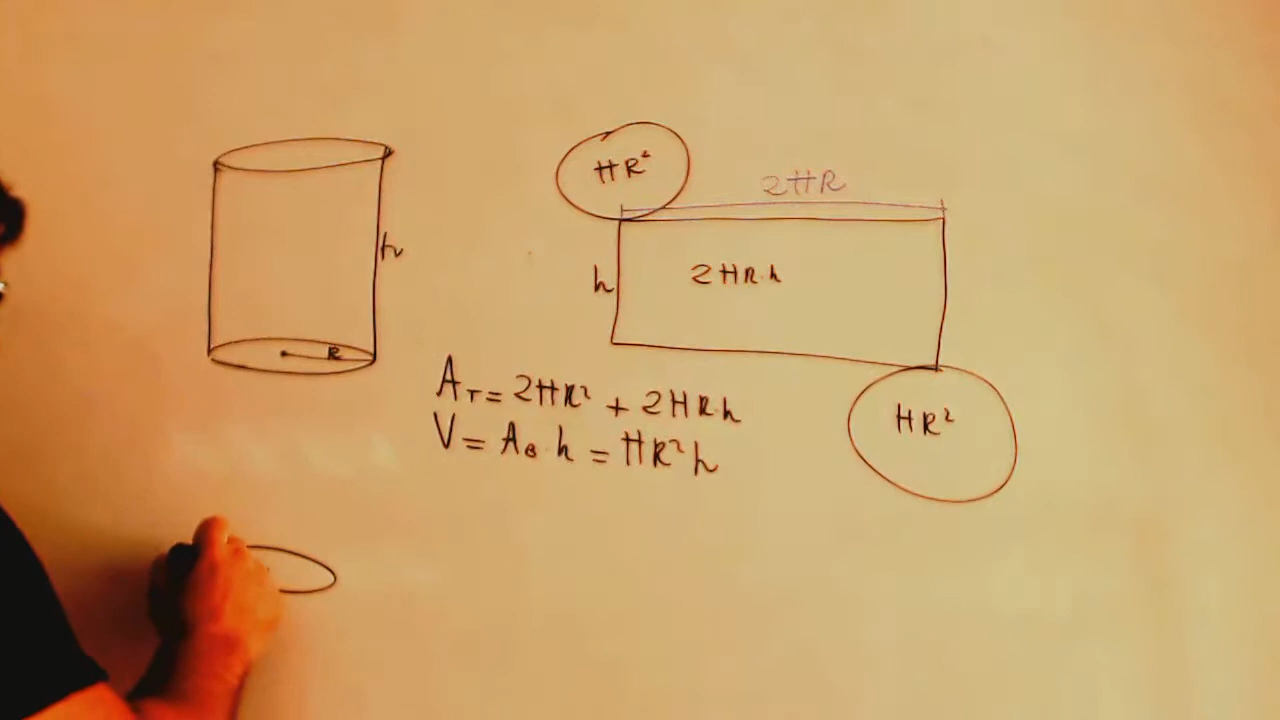 πR²
2πR
h
h
2πR·h
R
A_T = 2πR² + 2πR·h
πR²
V = A_B·h = πR²h